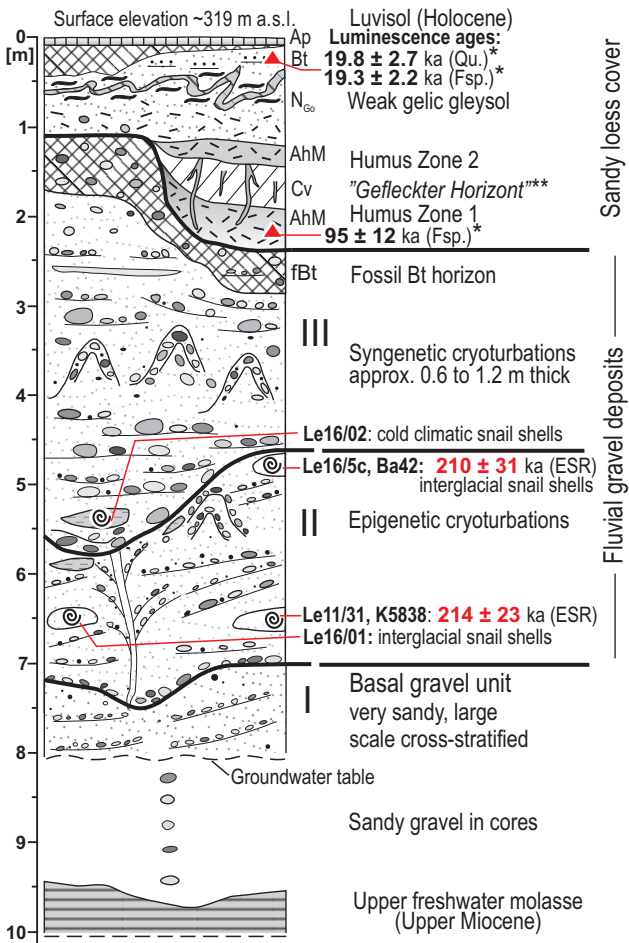 Surface elevation ~319 m a.s.l.
Luvisol (Holocene)
0
[m]
Ap
Luminescence ages:
Bt
19.8 ± 2.7 ka (Qu.)*
19.3 ± 2.2 ka (Fsp.)*
NGo
Weak gelic gleysol
1
AhM
Humus Zone 2
Cv
"Gefleckter Horizont"**
2
AhM
Humus Zone 1
95 ± 12 ka (Fsp.)*
Sandy loess cover
fBt
Fossil Bt horizon
3
III
Syngenetic cryoturbations
approx. 0.6 to 1.2 m thick
4
Le16/02: cold climatic snail shells
Le16/5c, Ba42: 210 ± 31 ka (ESR)
interglacial snail shells
5
II
Epigenetic cryoturbations
Fluvial gravel deposits
6
Le11/31, K5838: 214 ± 23 ka (ESR)
Le16/01: interglacial snail shells
7
I
Basal gravel unit
very sandy, large
scale cross-stratified
8
Groundwater table
Sandy gravel in cores
9
Upper freshwater molasse
(Upper Miocene)
10